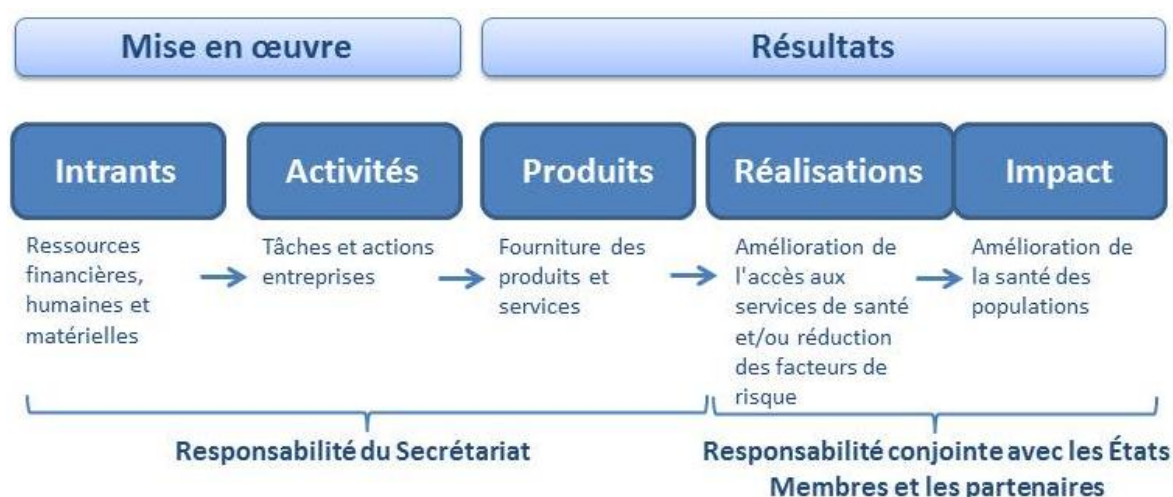 Mise en œuvre
Résultats
Intrants
Activités
Produits
Réalisations
Impact
Ressources
financières,
humaines et
matérielles
Tâches et actions
entreprises
Fourniture des
produits et
services
Amélioration de
l'accès aux
services de santé
et/ou réduction
des facteurs de
risque
Amélioration de
la santé des
populations
Responsabilité du Secrétariat
Responsabilité conjointe avec les États
Membres et les partenaires